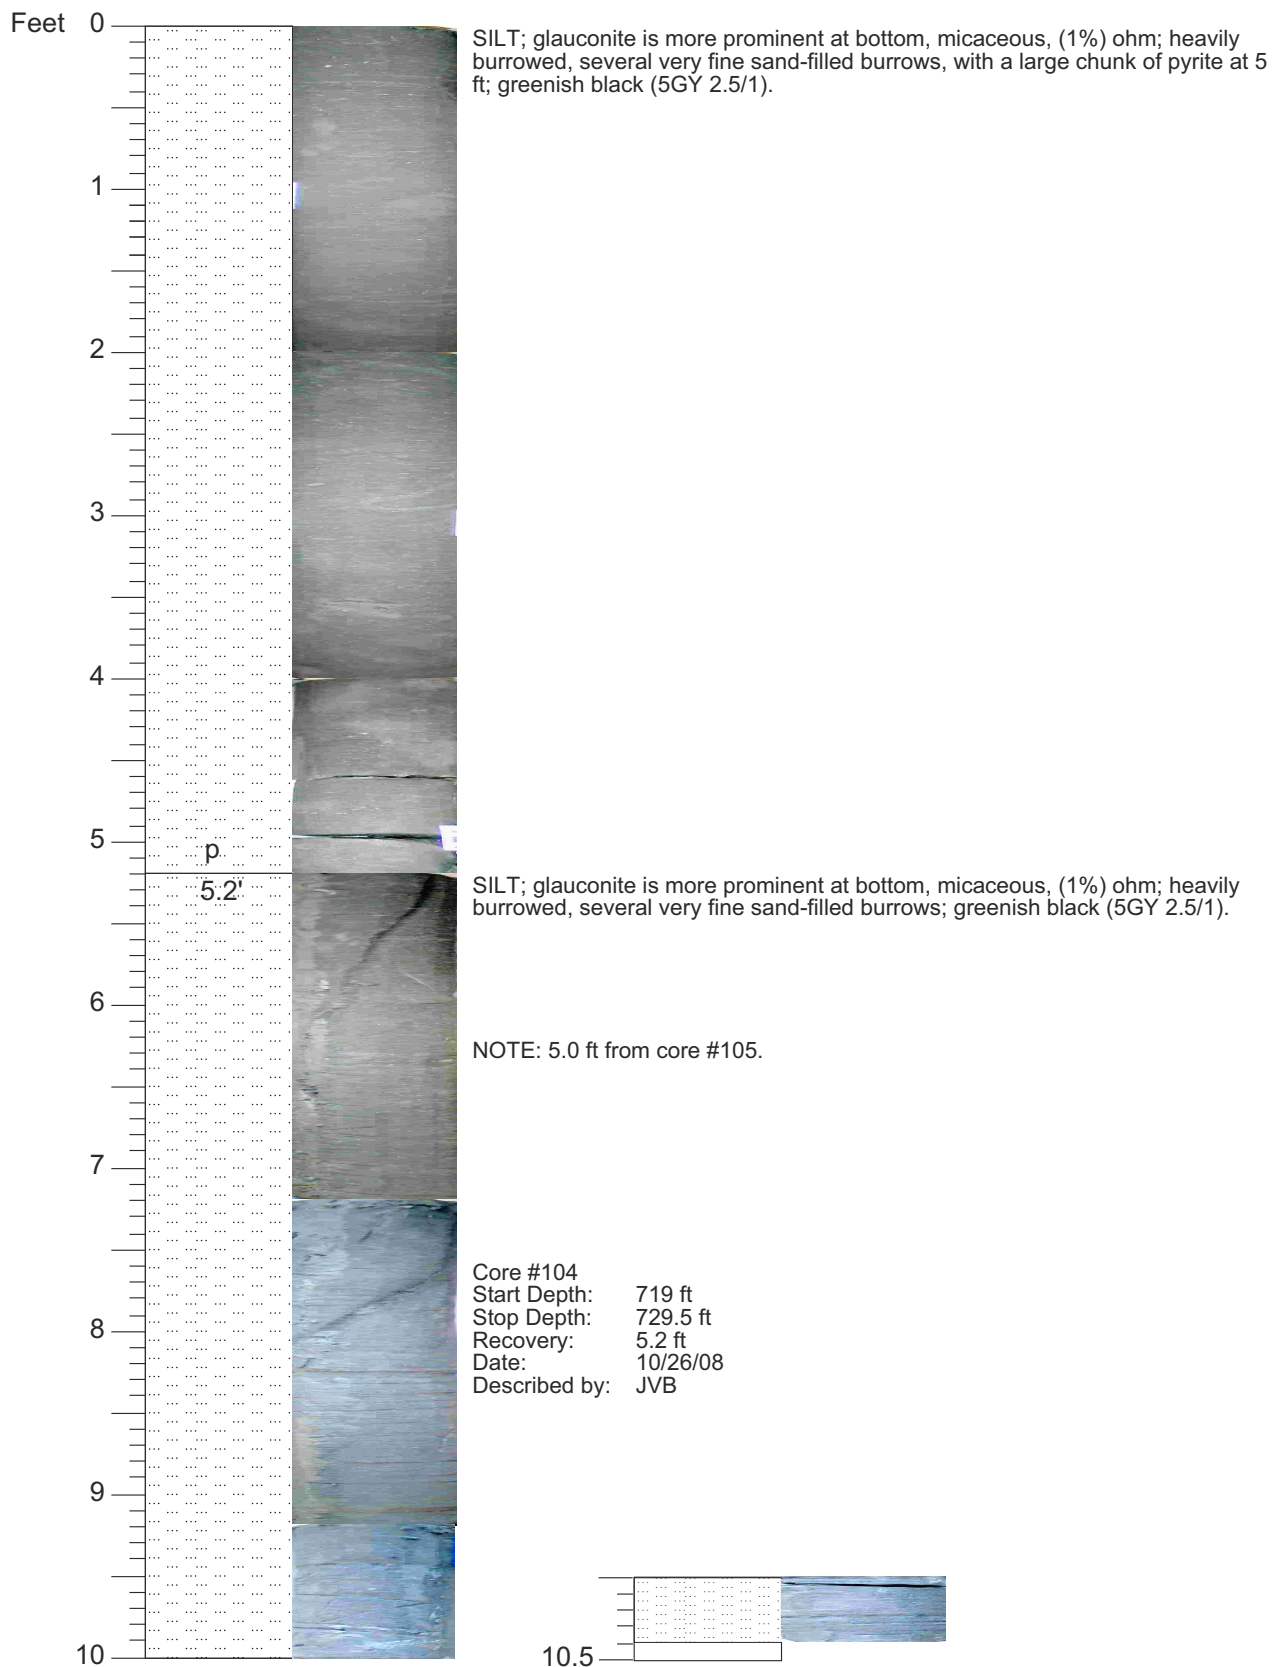 Feet 0
SILT; glauconite is more prominent at bottom, micaceous, (1%) ohm; heavily
burrowed, several very fine sand-filled burrows, with a large chunk of pyrite at 5
ft; greenish black (5GY 2.5/1).
1
2
3
4
5
p
5.2'
SILT; glauconite is more prominent at bottom, micaceous, (1%) ohm; heavily
burrowed, several very fine sand-filled burrows; greenish black (5GY 2.5/1).
6
NOTE: 5.0 ft from core #105.
7
Core #104
Start Depth: 719 ft
Stop Depth: 729.5 ft
8
Recovery: 5.2 ft
Date: 10/26/08
Described by: JVB
9
10
10.5